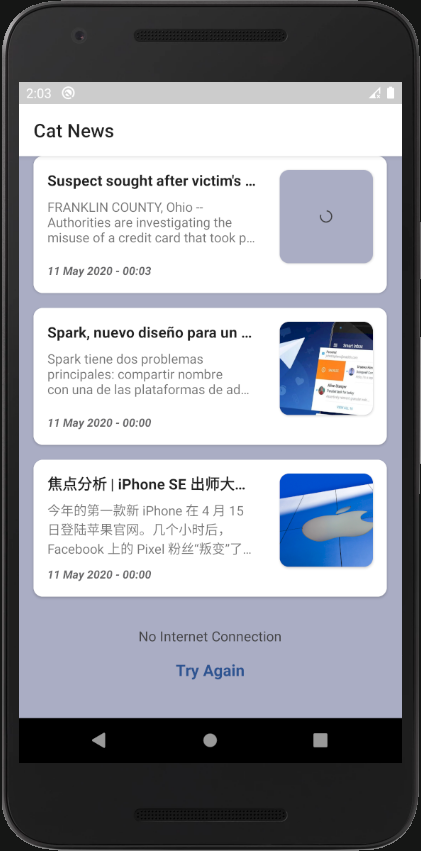 2:03
Cat News
Suspect sought after victim's ...
FRANKLIN COUNTY, Ohio --
Authorities are investigating the
misuse of a credit card that took p...
11 May 2020 - 00:03
Spark, nuevo diseño para un ...
Spark tiene dos problemas
principales: compartir nombre
con una de las plataformas de ad...
11 May 2020 - 00:00
焦点分析 | iPhone SE 出师大...
今年的第一款新 iPhone 在 4 月 15
日登陆苹果官网。几个小时后，
Facebook 上的 Pixel 粉丝“叛变”了...
11 May 2020 - 00:00
No Internet Connection
Try Again